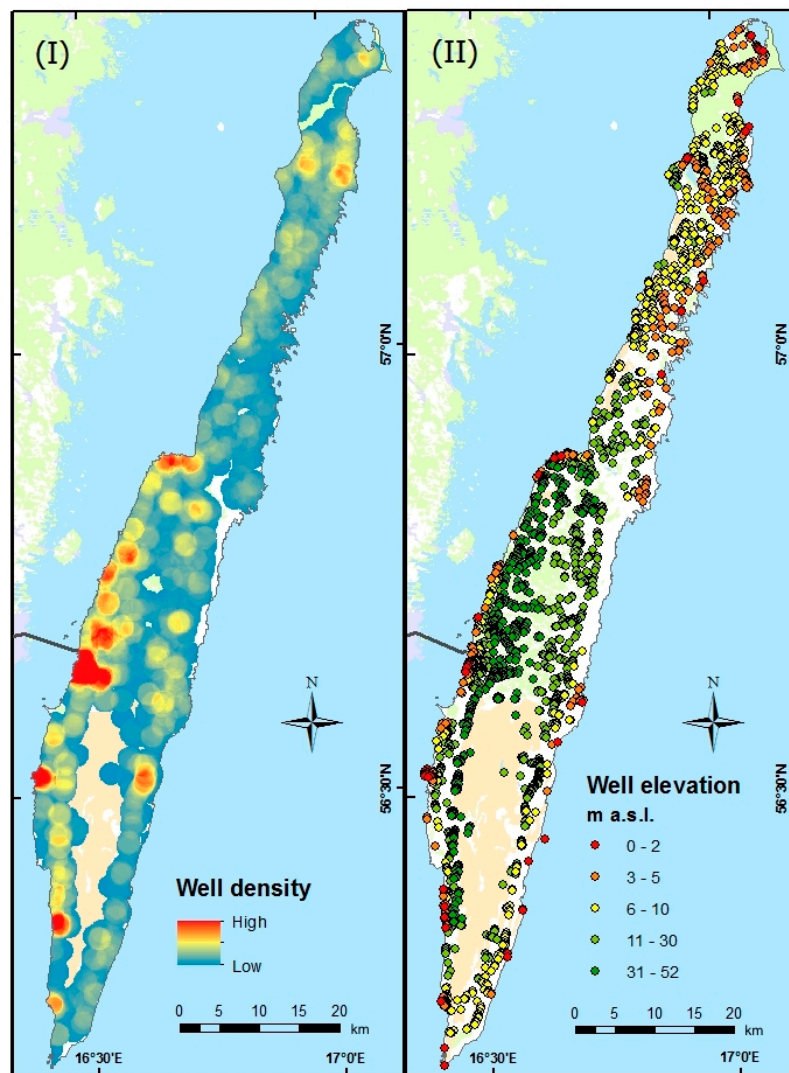 (I)
57°0'N
N
56°30'N
Well density
High
Low
0 5 10 20
km
16°30'E
17°0'E
(II)
57°0'N
N
56°30'N
Well elevation
m a.s.l.
0 - 2
3 - 5
6 - 10
11 - 30
31 - 52
0 5 10 20
km
16°30'E
17°0'E